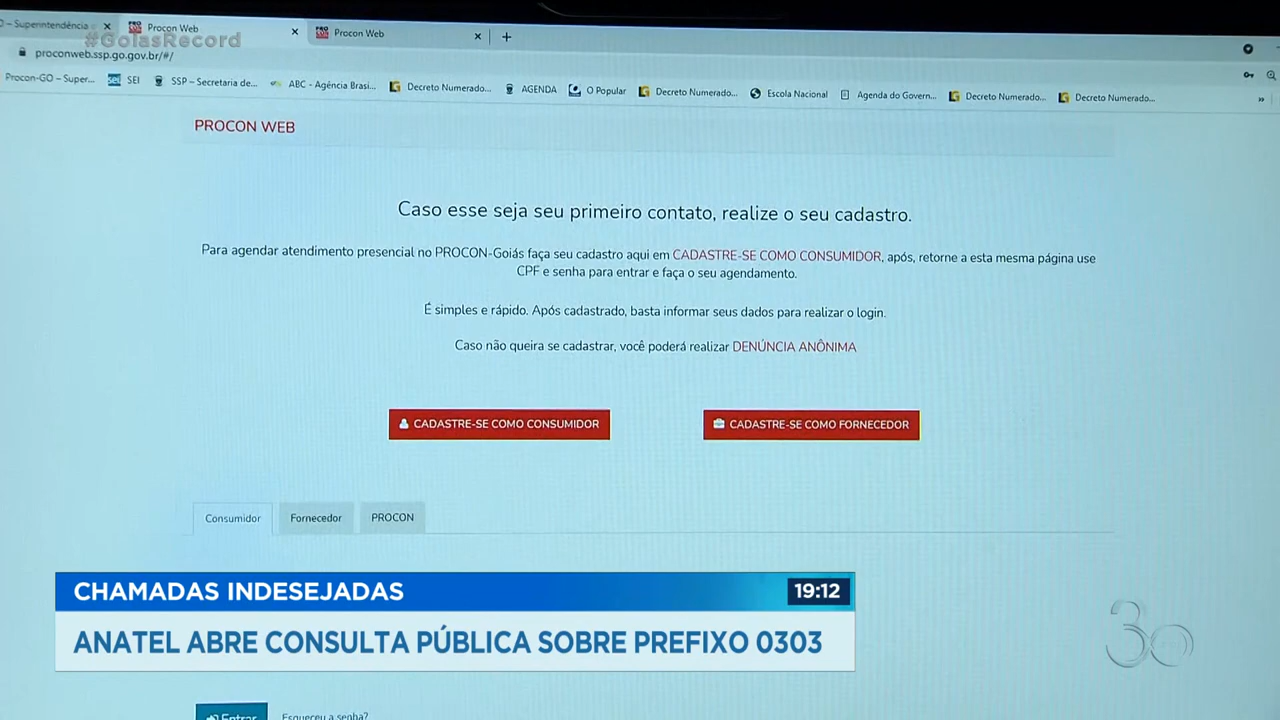 O – Superintendência
Procon Web
Procon Web
#GoiásRecord
proconweb.ssp.go.gov.br/#/
Procon-GO – Super...
SEI
SSP – Secretaria de...
ABC - Agência Brasi...
Decreto Numerado...
AGENDA
O Popular
Decreto Numerado...
Escola Nacional
Agenda do Govern...
Decreto Numerado...
Decreto Numerado...
PROCON WEB
Caso esse seja seu primeiro contato, realize o seu cadastro.
Para agendar atendimento presencial no PROCON-Goiás faça seu cadastro aqui em CADASTRE-SE COMO CONSUMIDOR, após, retorne a esta mesma página use
CPF e senha para entrar e faça o seu agendamento.
É simples e rápido. Após cadastrado, basta informar seus dados para realizar o login.
Caso não queira se cadastrar, você poderá realizar DENÚNCIA ANÔNIMA
CADASTRE-SE COMO CONSUMIDOR
CADASTRE-SE COMO FORNECEDOR
Consumidor
Fornecedor
PROCON
CHAMADAS INDESEJADAS
19:12
ANATEL ABRE CONSULTA PÚBLICA SOBRE PREFIXO 0303
30
Entrar
Esqueceu a senha?